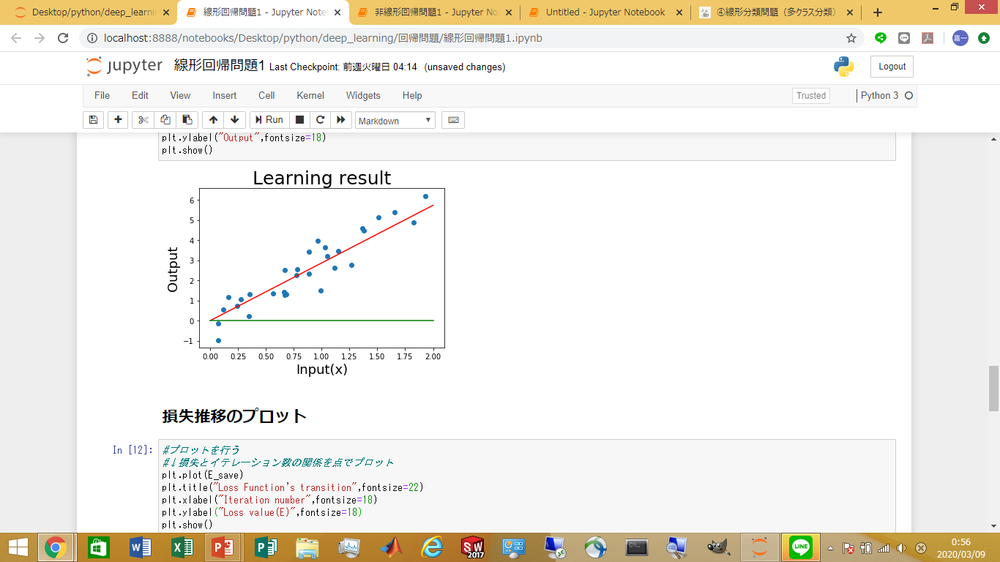 Desktop/python/deep_learni
線形回帰問題1 - Jupyter Note
非線形回帰問題1 - Jupyter No
Untitled - Jupyter Notebook
④線形分類問題（多クラス分類）
localhost:8888/notebooks/Desktop/python/deep_learning/回帰問題/線形回帰問題1.ipynb
嘉一
jupyter 線形回帰問題1 Last Checkpoint: 前週火曜日 04:14 (unsaved changes)
Logout
File Edit View Insert Cell Kernel Widgets Help
Trusted
Python 3
Run
Markdown
plt.ylabel("Output",fontsize=18)
plt.show()
Learning result
Output
6
5
4
3
2
1
0
−1
0.00 0.25 0.50 0.75 1.00 1.25 1.50 1.75 2.00
Input(x)
損失推移のプロット
In [12]:
#プロットを行う
#↓損失とイテレーション数の関係を点でプロット
plt.plot(E_save)
plt.title("Loss Function's transition",fontsize=22)
plt.xlabel("Iteration number",fontsize=18)
plt.ylabel("Loss value(E)",fontsize=18)
plt.show()
SW
2017
LINE
0:56
2020/03/09